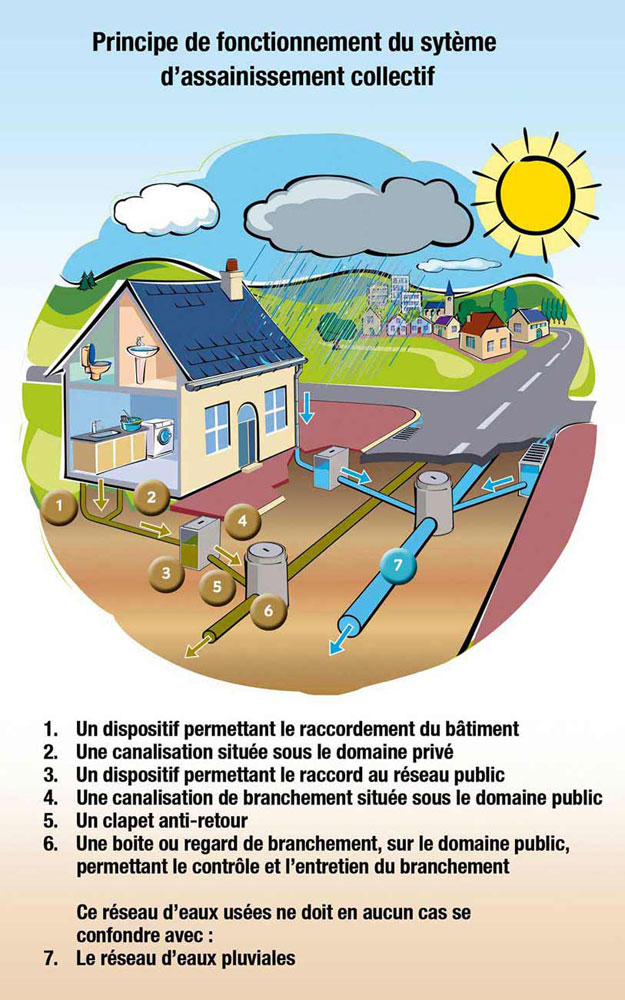 Principe de fonctionnement du sytème
d'assainissement collectif
1
2
4
3
5
6
7
1. Un dispositif permettant le raccordement du bâtiment
2. Une canalisation située sous le domaine privé
3. Un dispositif permettant le raccord au réseau public
4. Une canalisation de branchement située sous le domaine public
5. Un clapet anti-retour
6. Une boite ou regard de branchement, sur le domaine public,
permettant le contrôle et l'entretien du branchement
Ce réseau d'eaux usées ne doit en aucun cas se
confondre avec :
7. Le réseau d'eaux pluviales